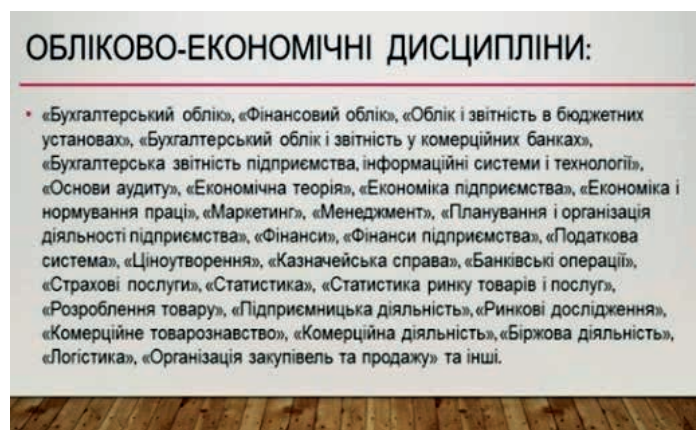 ОБЛІКОВО-ЕКОНОМІЧНІ ДИСЦИПЛІНИ:
• «Бухгалтерський облік», «Фінансовий облік», «Облік і звітність в бюджетних
установах», «Бухгалтерський облік і звітність у комерційних банках»,
«Бухгалтерська звітність підприємства, інформаційні системи і технології»,
«Основи аудиту», «Економічна теорія», «Економіка підприємства», «Економіка і
нормування праці», «Маркетинг», «Менеджмент», «Планування і організація
діяльності підприємства», «Фінанси», «Фінанси підприємства», «Податкова
система», «Ціноутворення», «Казначейська справа», «Банківські операції»,
«Страхові послуги», «Статистика», «Статистика ринку товарів і послуг»,
«Розроблення товару», «Підприємницька діяльність», «Ринкові дослідження»,
«Комерційне товарознавство», «Комерційна діяльність», «Біржова діяльність»,
«Логістика», «Організація закупівель та продажу» та інші.